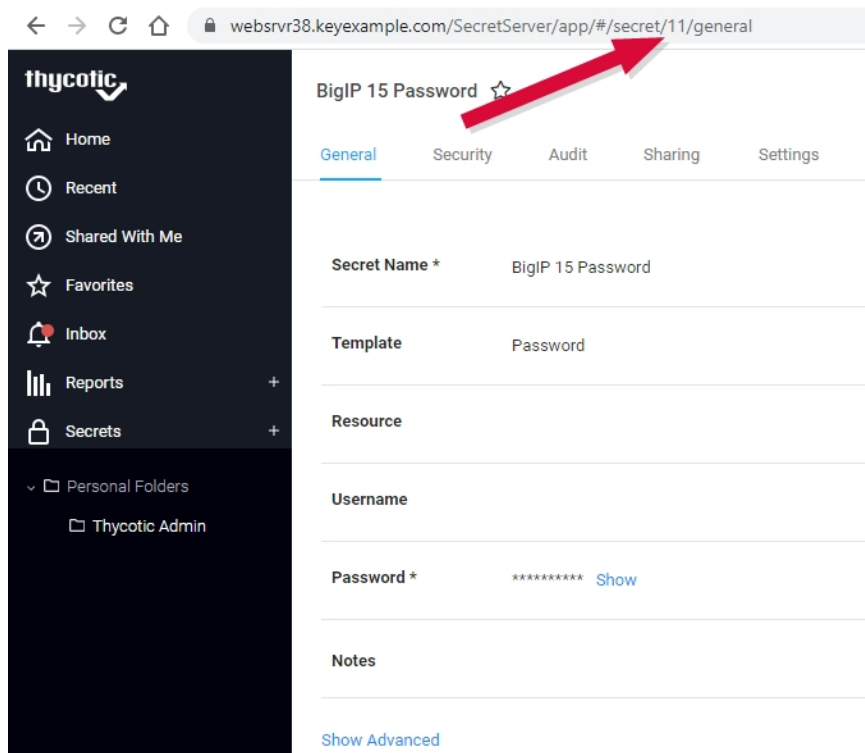 websrvr38.keyexample.com/SecretServer/app/#/secret/11/general
thycotic
BigIP 15 Password
Home
Recent
Shared With Me
Favorites
Inbox
Reports +
Secrets +
Personal Folders
Thycotic Admin
General Security Audit Sharing Settings
Secret Name * BigIP 15 Password
Template Password
Resource
Username
Password * ********** Show
Notes
Show Advanced